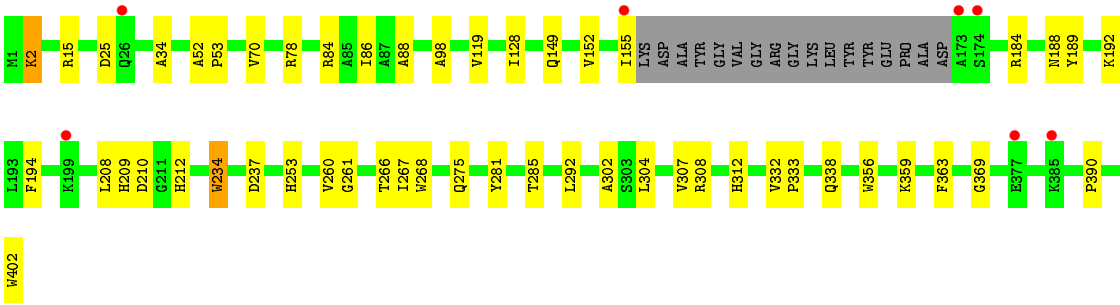 M1 K2 R15 D25 Q26 A34 A52 P53 V70 R78 R84 A85 I86 A87 A88 A98 V119 I128 Q149 V152 I155 LYS ASP ALA TYR GLY VAL GLY ARG GLY LYS LEU TYR TYR GLU PRO ALA ASP A173 S174 R184 N188 Y189 K192
L193 F194 K199 L208 H209 D210 G211 H212 W234 D237 H253 V260 G261 T266 I267 W268 Q275 Y281 T285 L292 A302 S303 L304 V307 R308 H312 V332 P333 Q338 W356 K359 F363 G369 E377 K385 P390
W402